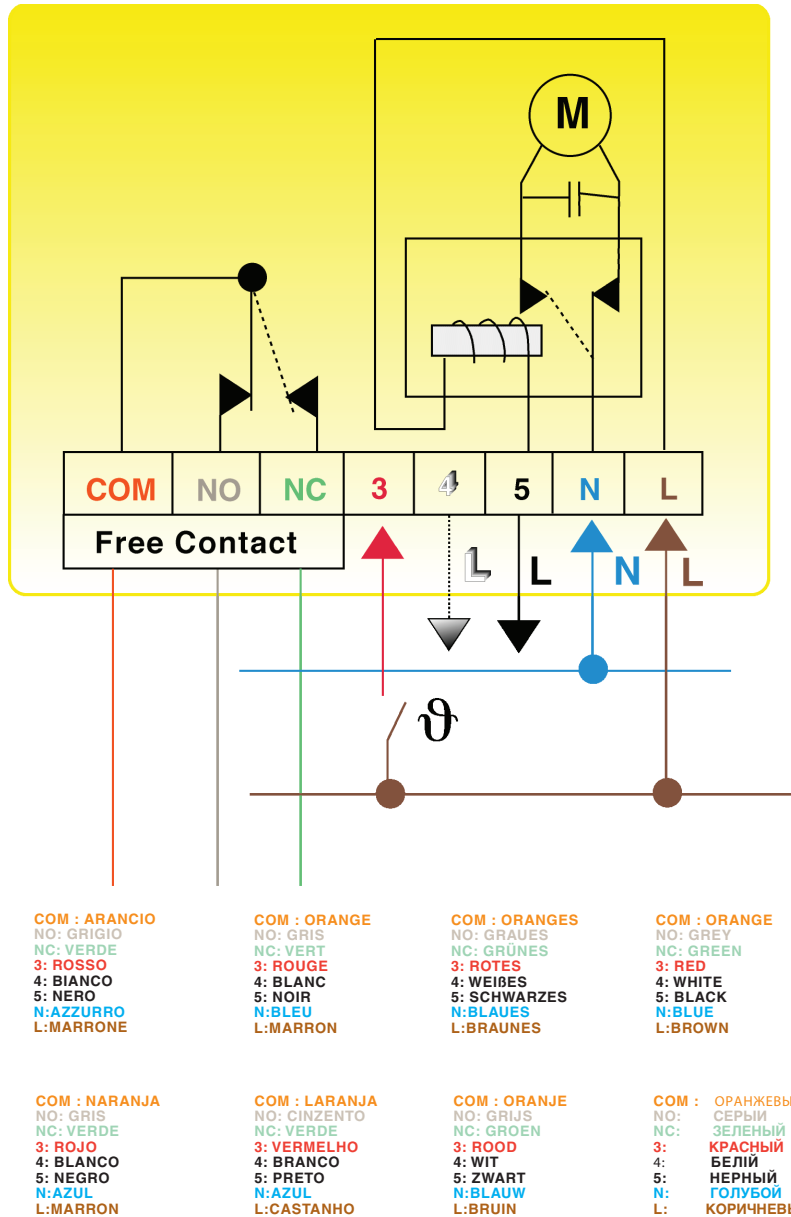 M
COM NO NC 3 4 5 N L
Free Contact
L L N L
ϑ
COM : ARANCIO
NO: GRIGIO
NC: VERDE
3: ROSSO
4: BIANCO
5: NERO
N:AZZURRO
L:MARRONE
COM : ORANGE
NO: GRIS
NC: VERT
3: ROUGE
4: BLANC
5: NOIR
N:BLEU
L:MARRON
COM : ORANGES
NO: GRAUES
NC: GRÜNES
3: ROTES
4: WEIßES
5: SCHWARZES
N:BLAUES
L:BRAUNES
COM : ORANGE
NO: GREY
NC: GREEN
3: RED
4: WHITE
5: BLACK
N:BLUE
L:BROWN
COM : NARANJA
NO: GRIS
NC: VERDE
3: ROJO
4: BLANCO
5: NEGRO
N:AZUL
L:MARRON
COM : LARANJA
NO: CINZENTO
NC: VERDE
3: VERMELHO
4: BRANCO
5: PRETO
N:AZUL
L:CASTANHO
COM : ORANJE
NO: GRIJS
NC: GROEN
3: ROOD
4: WIT
5: ZWART
N:BLAUW
L:BRUIN
COM : ОРАНЖЕВЫ
NO: СЕРЫИ
NC: ЗЕЛЕНЫЙ
3: КРАСНЫЙ
4: БЕЛІЙ
5: НЕРНЫЙ
N: ГОЛУБОЙ
L: КОРИЧНЕВЫ